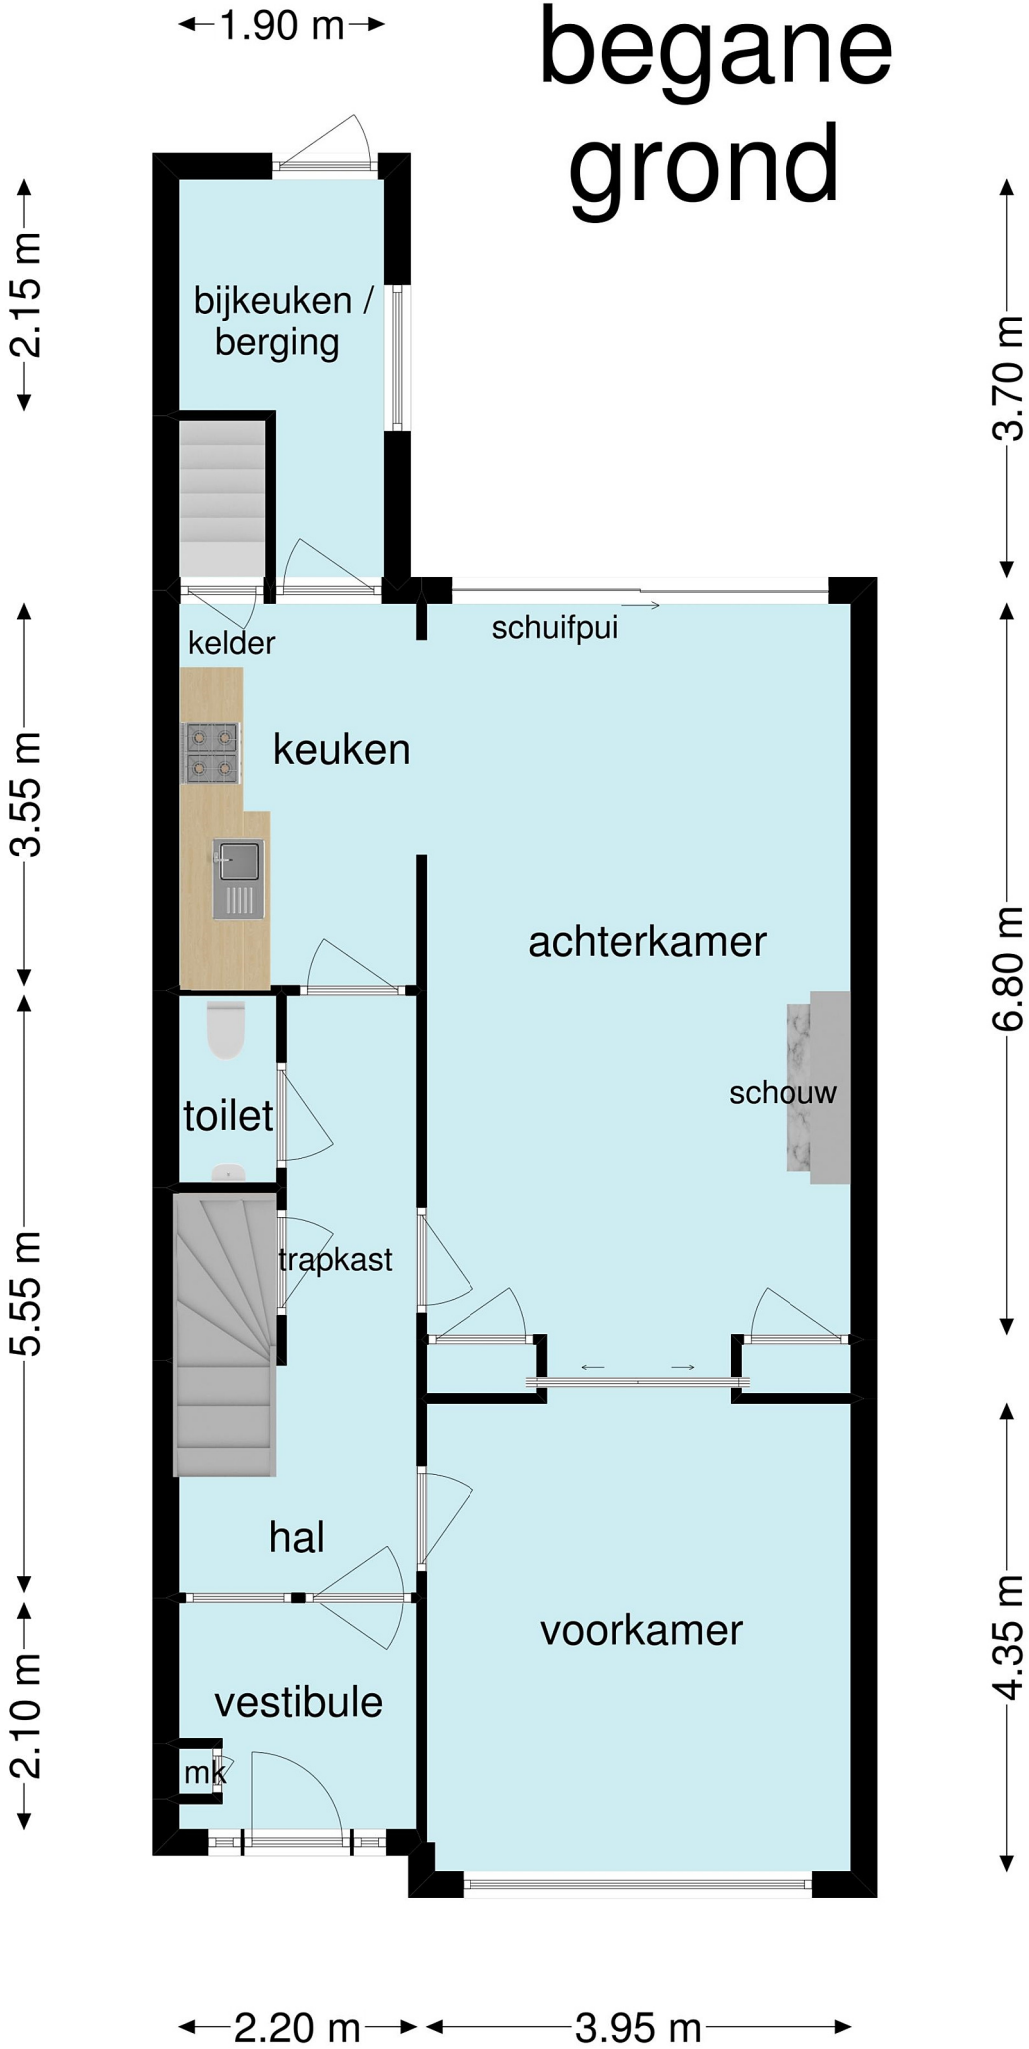 1.90 m
begane
grond
2.15 m
3.70 m
bijkeuken /
berging
kelder
schuifpui
keuken
3.55 m
achterkamer
6.80 m
schouw
toilet
trapkast
5.55 m
hal
voorkamer
4.35 m
vestibule
2.10 m
mk
2.20 m
3.95 m